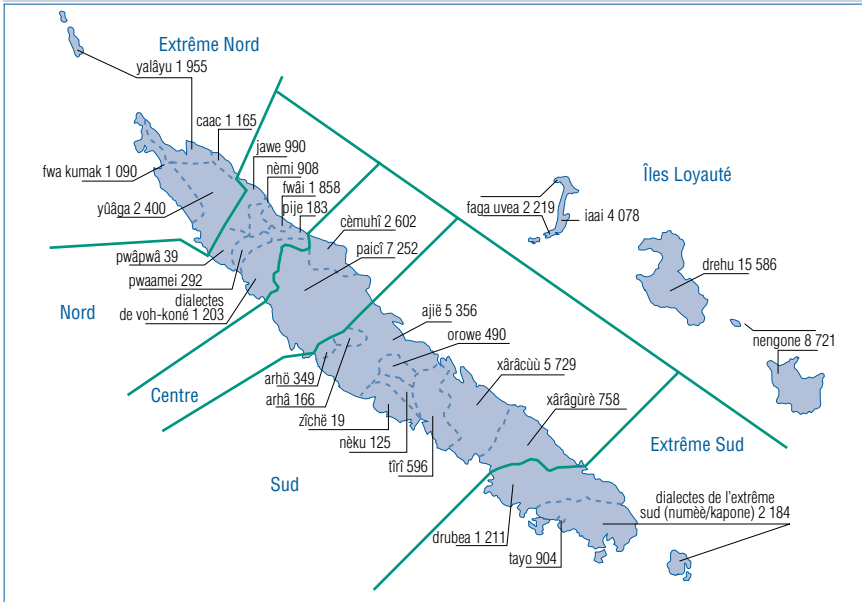 Extrême Nord
yalâyu 1 955
caac 1 165
jawe 990
nèmi 908
fwa kumak 1 090
fwâi 1 858
Îles Loyauté
yûâga 2 400
pije 183
faga uvea 2 219
iaai 4 078
cèmuhî 2 602
pwâpwâ 39
paicî 7 252
drehu 15 586
pwaamei 292
Nord
dialectes
de voh-koné 1 203
ajië 5 356
orowe 490
nengone 8 721
xârâcùù 5 729
arhö 349
Centre
arhâ 166
xârâgùrè 758
zîchë 19
nèku 125
Extrême Sud
tîrî 596
Sud
dialectes de l'extrême
sud (numèè/kapone) 2 184
drubea 1 211
tayo 904